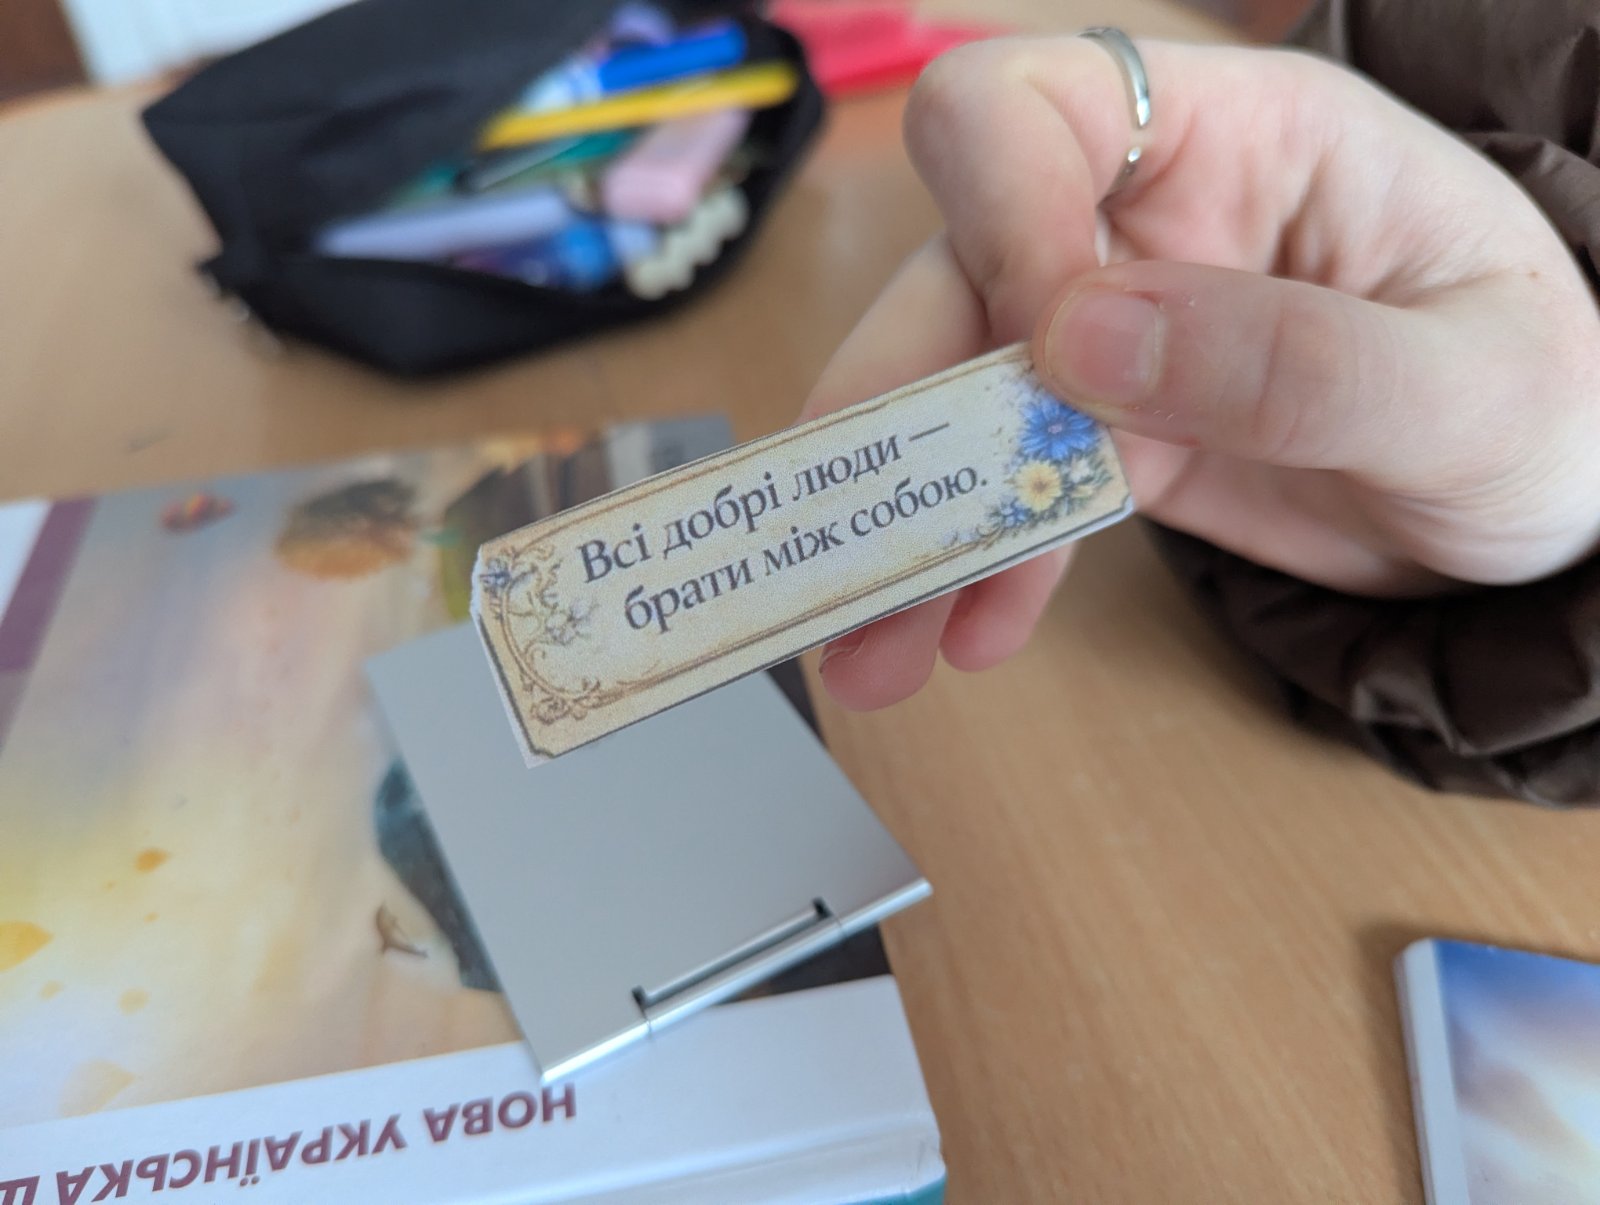 Всі добрі люди —
брати між собою.
НОВА УКРАЇНСЬКА